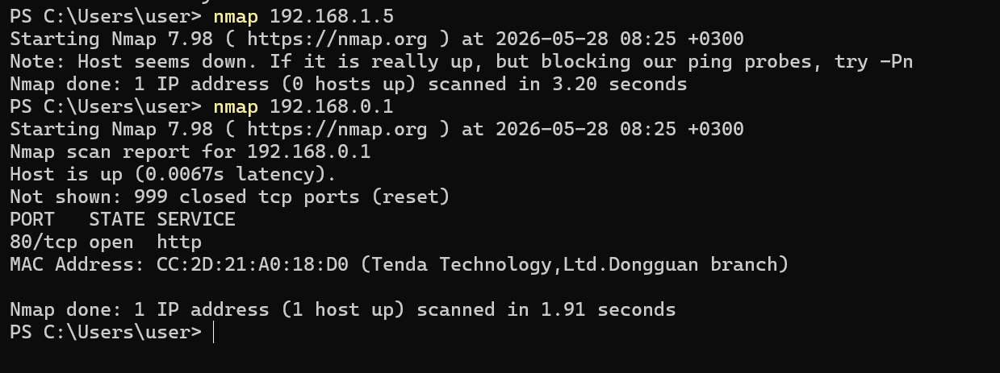 PS C:\Users\user> nmap 192.168.1.5
Starting Nmap 7.98 ( https://nmap.org ) at 2026-05-28 08:25 +0300
Note: Host seems down. If it is really up, but blocking our ping probes, try -Pn
Nmap done: 1 IP address (0 hosts up) scanned in 3.20 seconds
PS C:\Users\user> nmap 192.168.0.1
Starting Nmap 7.98 ( https://nmap.org ) at 2026-05-28 08:25 +0300
Nmap scan report for 192.168.0.1
Host is up (0.0067s latency).
Not shown: 999 closed tcp ports (reset)
PORT   STATE SERVICE
80/tcp open  http
MAC Address: CC:2D:21:A0:18:D0 (Tenda Technology,Ltd.Dongguan branch)
Nmap done: 1 IP address (1 host up) scanned in 1.91 seconds
PS C:\Users\user>